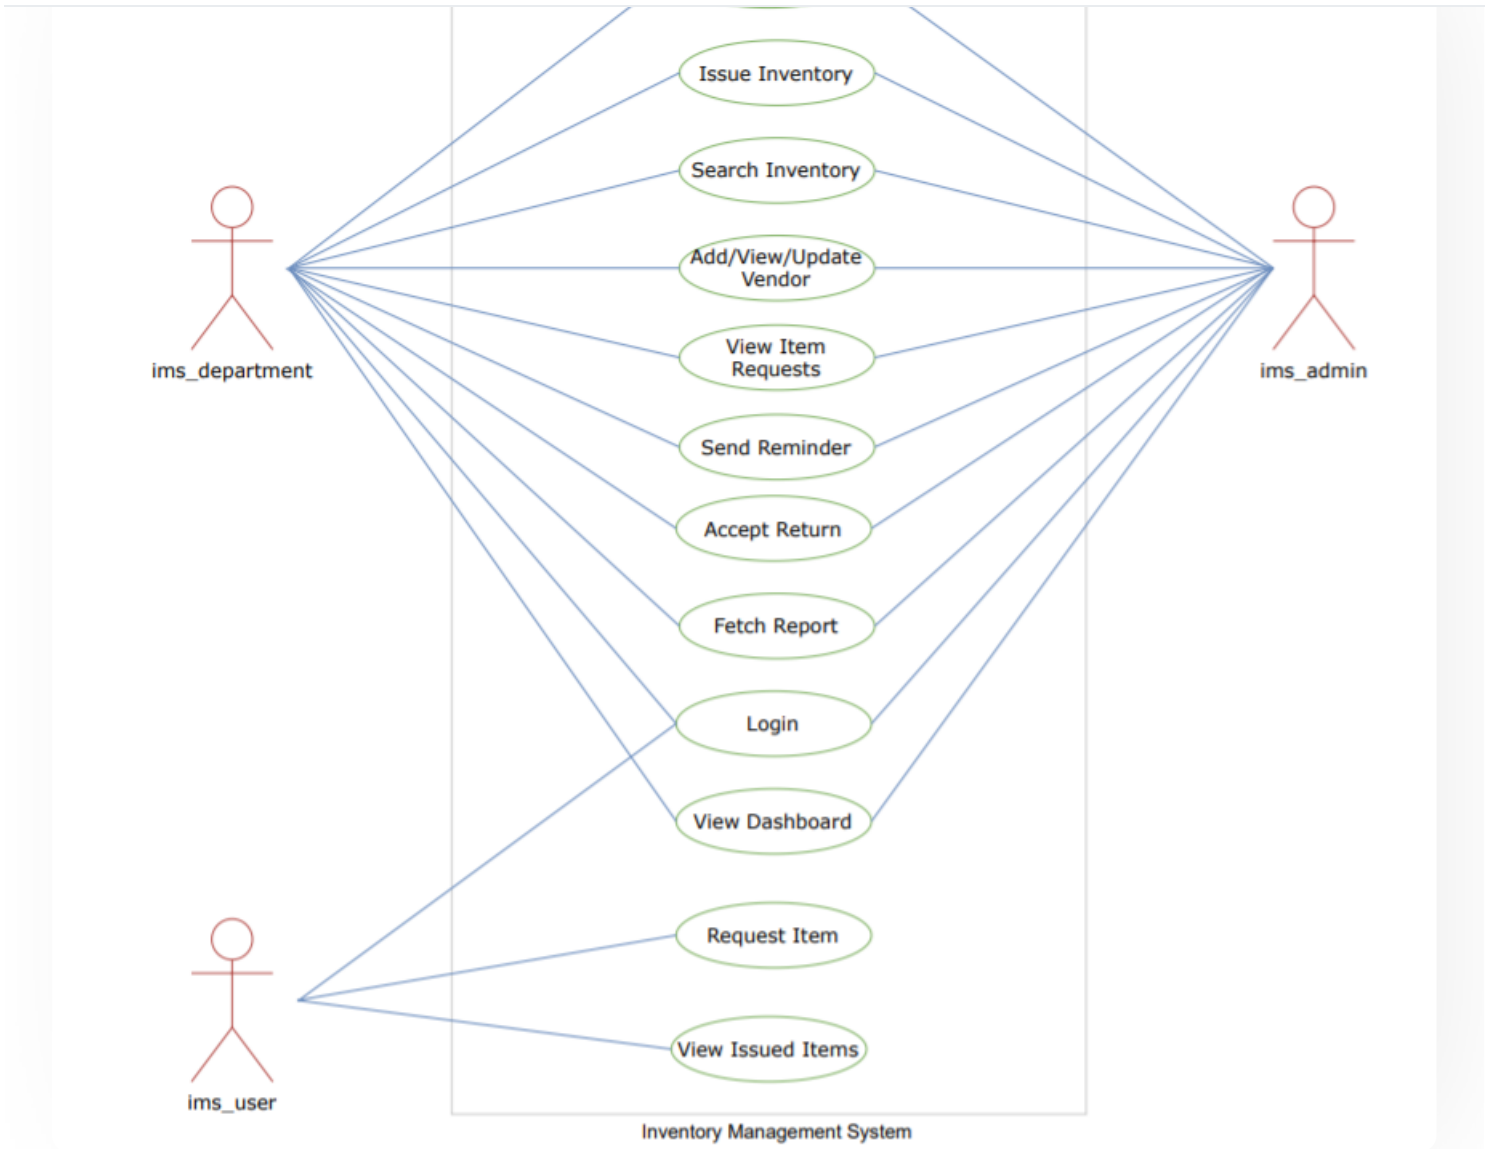 Issue Inventory
Search Inventory
Add/View/Update
Vendor
View Item
Requests
ims_department
ims_admin
Send Reminder
Accept Return
Fetch Report
Login
View Dashboard
Request Item
View Issued Items
ims_user
Inventory Management System